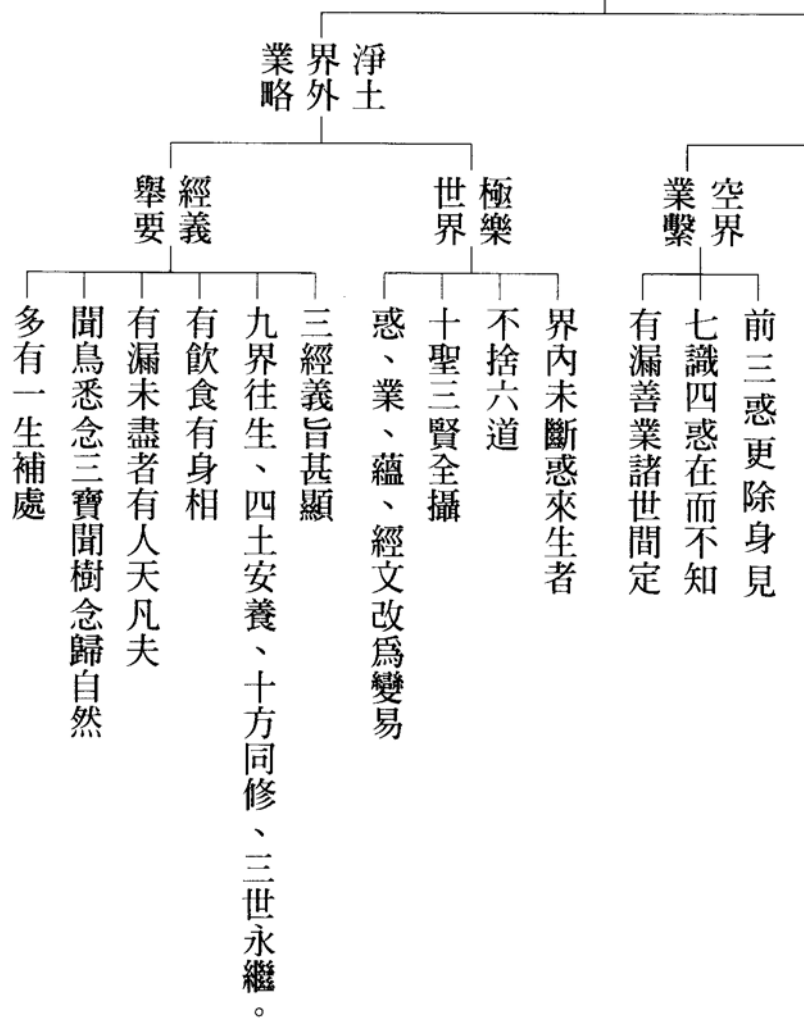 空界
業繫
前三惑更除身見
七識四惑在而不知
有漏善業諸世間定
淨土
界外
業略
極樂
世界
界內未斷惑來生者
不捨六道
十聖三賢全攝
惑、業、蘊、經文改爲變易
經義
舉要
三經義旨甚顯
九界往生、四土安養、十方同修、三世永繼。
有飲食有身相
有漏未盡者有人天凡夫
聞鳥悉念三寶聞樹念歸自然
多有一生補處